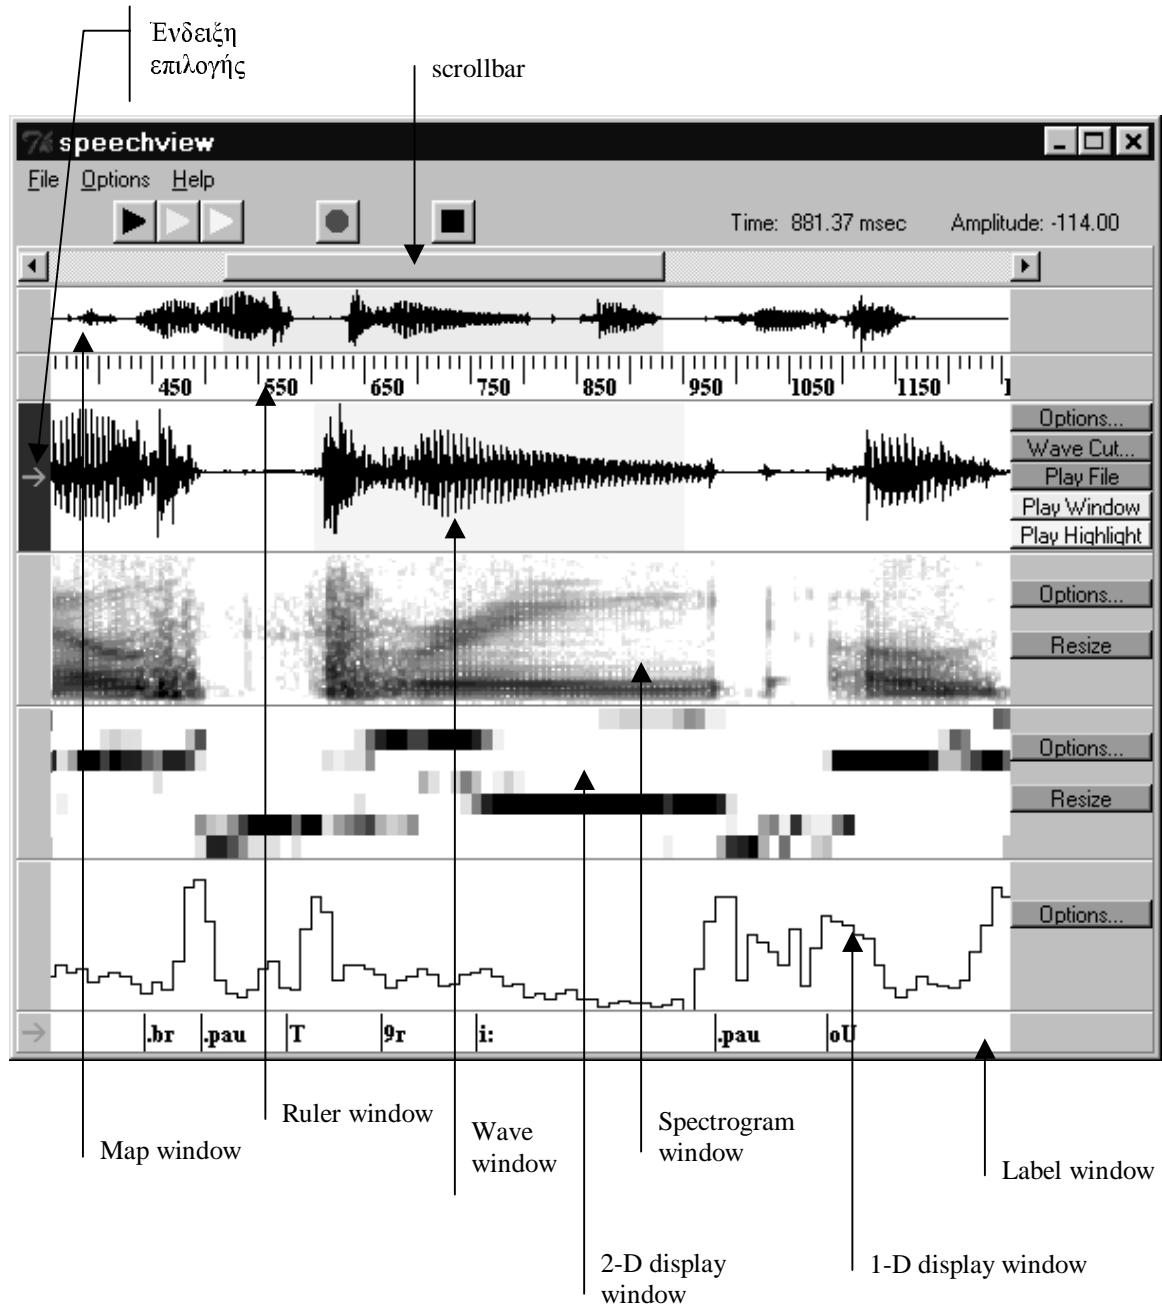 Ένδειξη
επιλογής
scrollbar
speechview
File Options Help
Time: 881.37 msec Amplitude: -114.00
450 550 650 750 850 950 1050 1150 1
Options...
Wave Cut...
Play File
Play Window
Play Highlight
Options...
Resize
Options...
Resize
Options...
.br .pau T 9r i: .pau oU
Ruler window
Map window
Wave
window
Spectrogram
window
Label window
2-D display
window
1-D display window